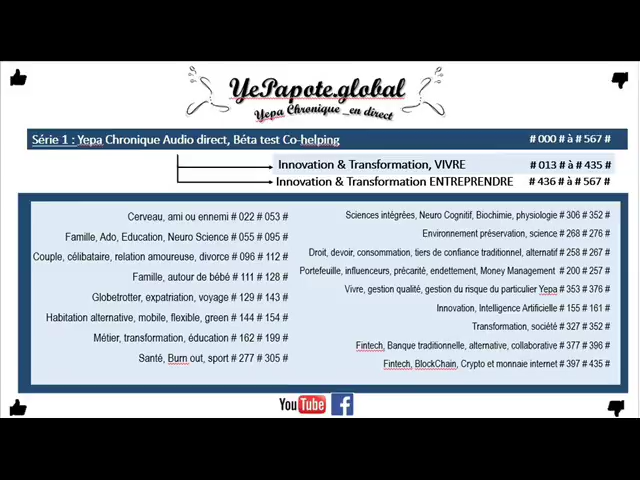 YePapote.global
Yepa Chronique _en direct
Série 1 : Yepa Chronique Audio direct, Béta test Co-helping # 000 # à # 567 #
Innovation & Transformation, VIVRE # 013 # à # 435 #
Innovation & Transformation ENTREPRENDRE # 436 # à # 567 #
Cerveau, ami ou ennemi # 022 # 053 #
Famille, Ado, Education, Neuro Science # 055 # 095 #
Couple, célibataire, relation amoureuse, divorce # 096 # 112 #
Famille, autour de bébé # 111 # 128 #
Globetrotter, expatriation, voyage # 129 # 143 #
Habitation alternative, mobile, flexible, green # 144 # 154 #
Métier, transformation, éducation # 162 # 199 #
Santé, Burn out, sport # 277 # 305 #
Sciences intégrées, Neuro Cognitif, Biochimie, physiologie # 306 # 352 #
Environnement préservation, science # 268 # 276 #
Droit, devoir, consommation, tiers de confiance traditionnel, alternatif # 258 # 267 #
Portefeuille, influenceurs, précarité, endettement, Money Management # 200 # 257 #
Vivre, gestion qualité, gestion du risque du particulier Yepa # 353 # 376 #
Innovation, Intelligence Artificielle # 155 # 161 #
Transformation, société # 327 # 352 #
Fintech, Banque traditionnelle, alternative, collaborative # 377 # 396 #
Fintech, BlockChain, Crypto et monnaie internet # 397 # 435 #
YouTube f